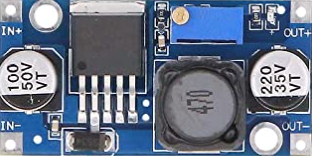 IN+
OUT+
100
50V
VT
470
220
35V
VT
IN-
OUT-